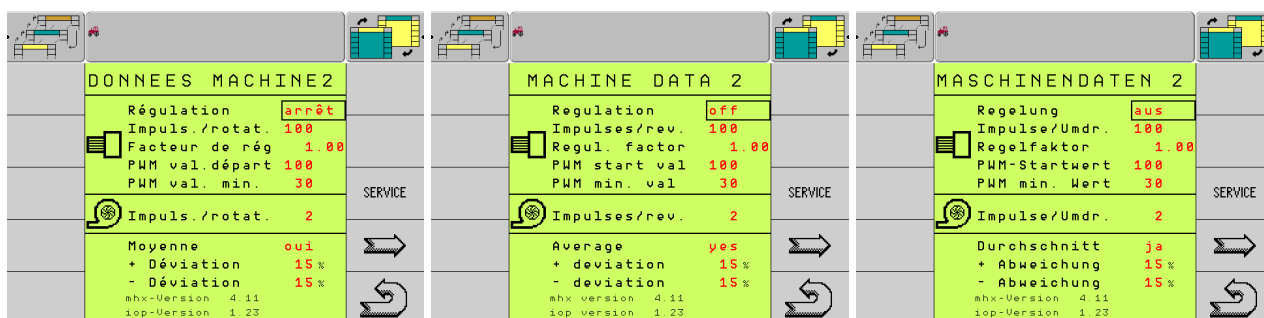 DONNEES MACHINE2
Régulation arrêt
Impuls./rotat. 100
Facteur de rég 1.00
PWM val.départ 100
PWM val. min. 30
SERVICE
Impuls./rotat. 2
Moyenne oui
+ Déviation 15%
- Déviation 15%
mhx-Version 4.11
iop-Version 1.23
MACHINE DATA 2
Regulation off
Impulses/rev. 100
Regul. factor 1.00
PWM start val 100
PWM min. val 30
SERVICE
Impulses/rev. 2
Average yes
+ deviation 15%
- deviation 15%
mhx version 4.11
iop version 1.23
MASCHINENDATEN 2
Regelung aus
Impulse/Umdr. 100
Regelfaktor 1.00
PWM-Startwert 100
PWM min. Wert 30
SERVICE
Impulse/Umdr. 2
Durchschnitt ja
+ Abweichung 15%
- Abweichung 15%
mhx-Version 4.11
iop-Version 1.23